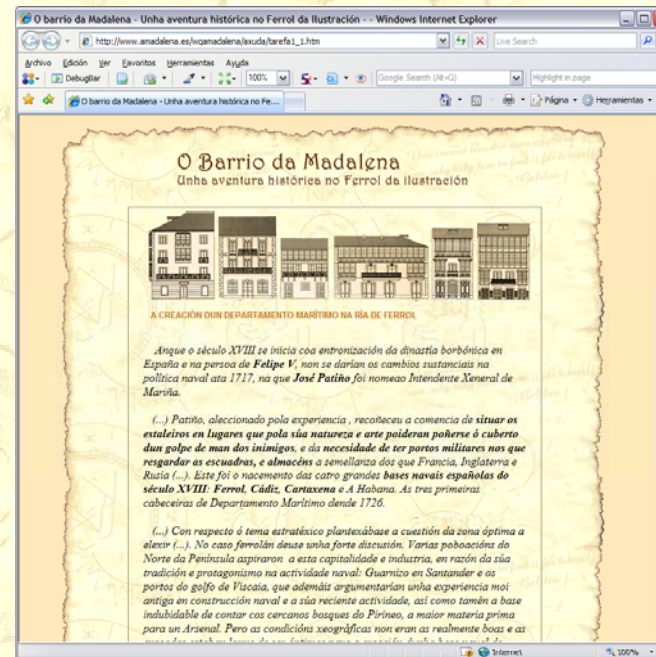 O barrio da Madalena - Unha aventura histórica no Ferrol da Ilustración - - Windows Internet Explorer
http://www.amadalena.es/wqamadalena/axuda/tarefa1_1.htm
Live Search
Archivo Edición Ver Favoritos Herramientas Ayuda
Debugbar 100% Google Search (Alt+G) Highlight in page
O barrio da Madalena - Unha aventura histórica no Fe... Página Herramientas
O Barrio da Madalena
Unha aventura histórica no Ferrol da ilustración
A CREACIÓN DUN DEPARTAMENTO MARÍTIMO NA RÍA DE FERROL
Anque o século XVIII se inicia coa entronización da dinastía borbónica en
España e na persoa de Felipe V, non se darían os cambios sustanciais na
política naval ata 1717, na que José Patiño foi nomeao Intendente Xeneral de
Mariña.
(...) Patiño, aleccionado pola experiencia , recoñeceu a comencia de situar os
estaleiros en lugares que pola súa natureza e arte poideran poñerse ó cuberto
dun golpe de man dos inimigos, e da necesidade de ter portos militares nos que
resgardar as escuadras, e almacéns a semellanza dos que Francia, Inglaterra e
Rusia (...). Este foi o nacemento das catro grandes bases navais españolas do
século XVIII: Ferrol, Cádiz, Cartaxena e A Habana. As tres primeiras
cabeceiras de Departamento Marítimo dende 1726.
(...) Con respecto ó tema estratéxico plantexábase a cuestión da zona óptima a
elexir (...). No caso ferrolán deuse unha forte discusión. Varias poboacións do
Norte da Península aspiraron a esta capitalidade e industria, en razón da súa
tradición e protagonismo na actividade naval: Guarnizo en Santander e os
portos do golfo de Viscaia, que ademáis argumentarían unha experiencia moi
antiga en construcción naval e a súa reciente actividade, así como tamén a base
indubidable de contar cos cercanos bosques do Pirineo, a maior materia prima
para un Arsenal. Pero as condicións xeográficas non eran as realmente boas e as
Internet 100%